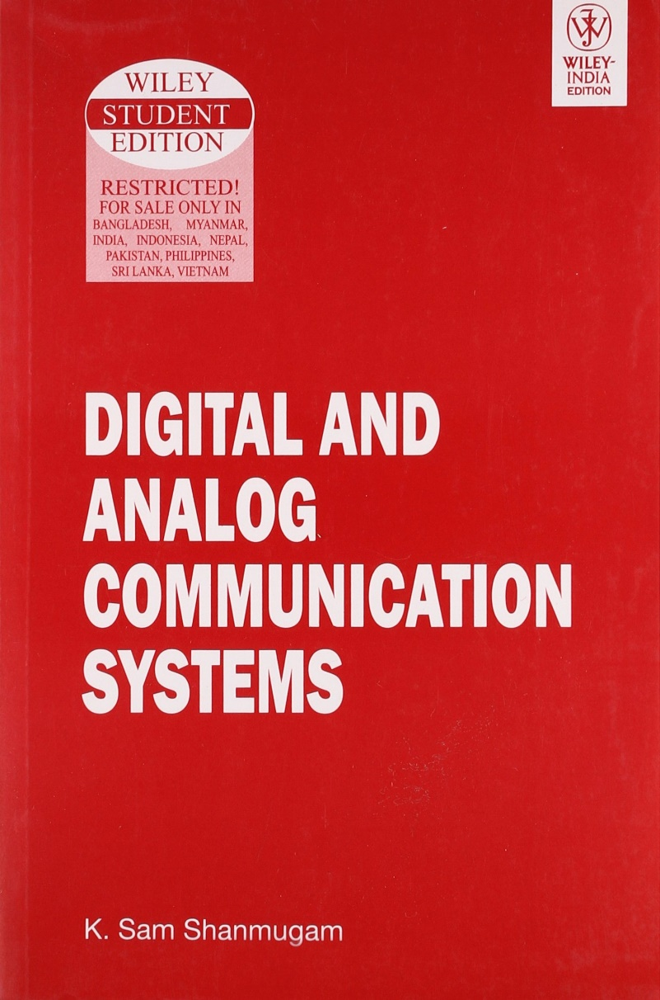 WILEY
STUDENT
EDITION
RESTRICTED!
FOR SALE ONLY IN
BANGLADESH, MYANMAR,
INDIA, INDONESIA, NEPAL,
PAKISTAN, PHILIPPINES,
SRI LANKA, VIETNAM
WILEY-
INDIA
EDITION
DIGITAL AND
ANALOG
COMMUNICATION
SYSTEMS
K. Sam Shanmugam